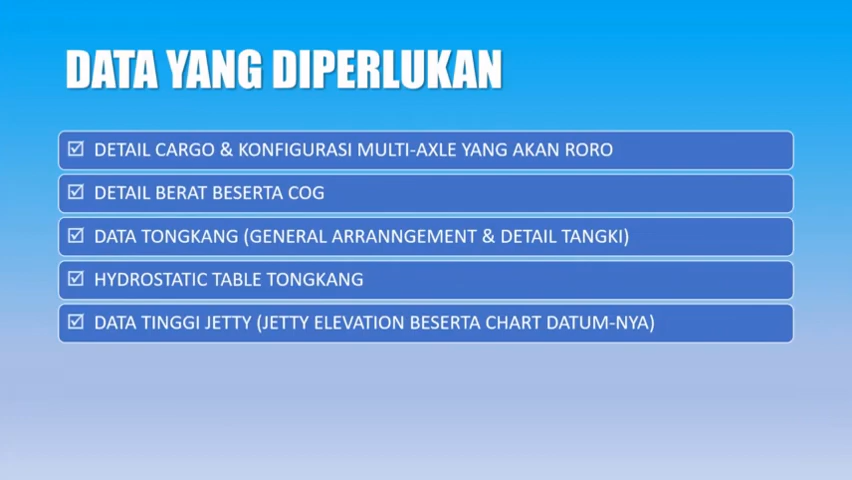 DATA YANG DIPERLUKAN
DETAIL CARGO & KONFIGURASI MULTI-AXLE YANG AKAN RORO
DETAIL BERAT BESERTA COG
DATA TONGKANG (GENERAL ARRANNGEMENT & DETAIL TANGKI)
HYDROSTATIC TABLE TONGKANG
DATA TINGGI JETTY (JETTY ELEVATION BESERTA CHART DATUM-NYA)